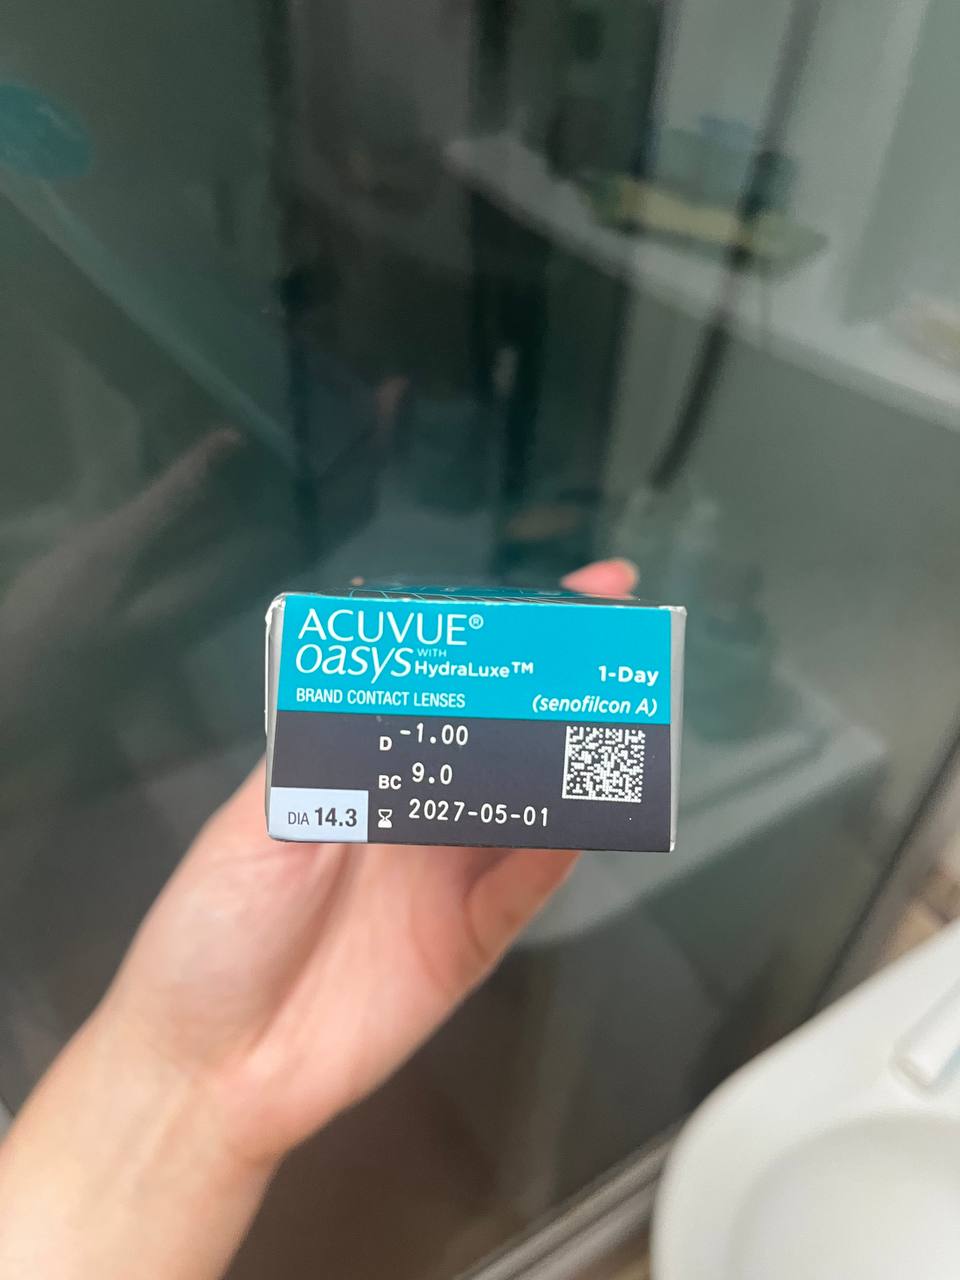 ACUVUE®
oasys WITH HydraLuxe™ 1-Day
BRAND CONTACT LENSES (senofilcon A)
D -1.00
BC 9.0
DIA 14.3 2027-05-01